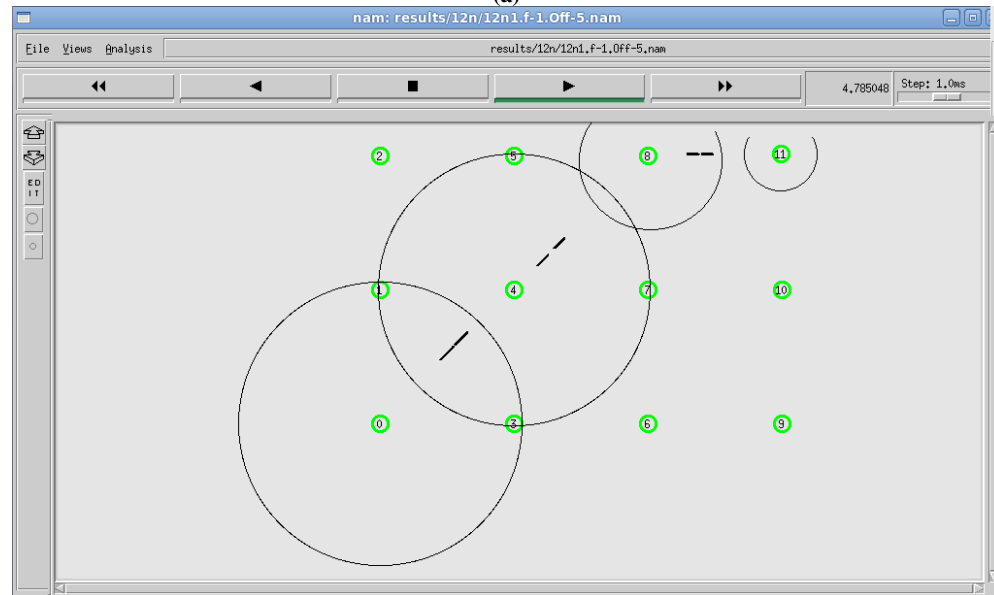 (a)
nam: results/12n/12n1.f-1.Off-5.nam
File Views Analysis results/12n/12n1.f-1.Off-5.nam
4.785048 Step: 1.0ms
ED
IT
2 5 8 11
1 4 7 10
0 3 6 9